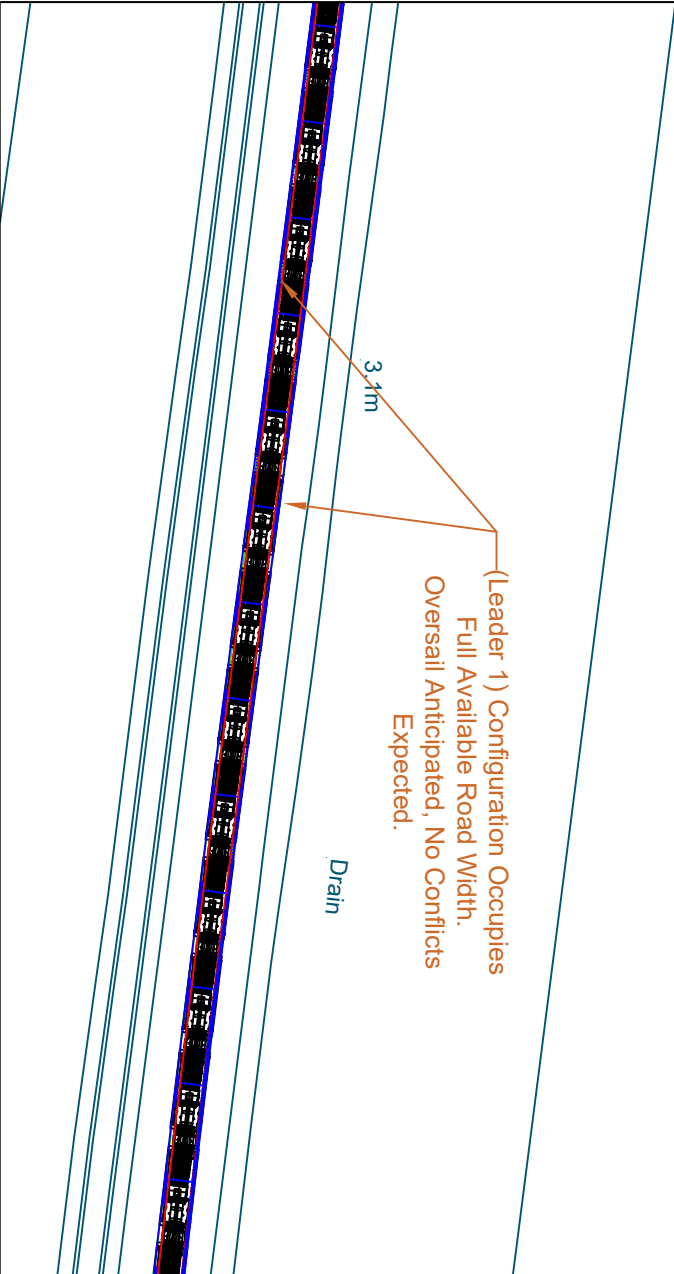 (Leader 1) Configuration Occupies
Full Available Road Width.
Oversail Anticipated, No Conflicts
Expected.
3.1m
Drain